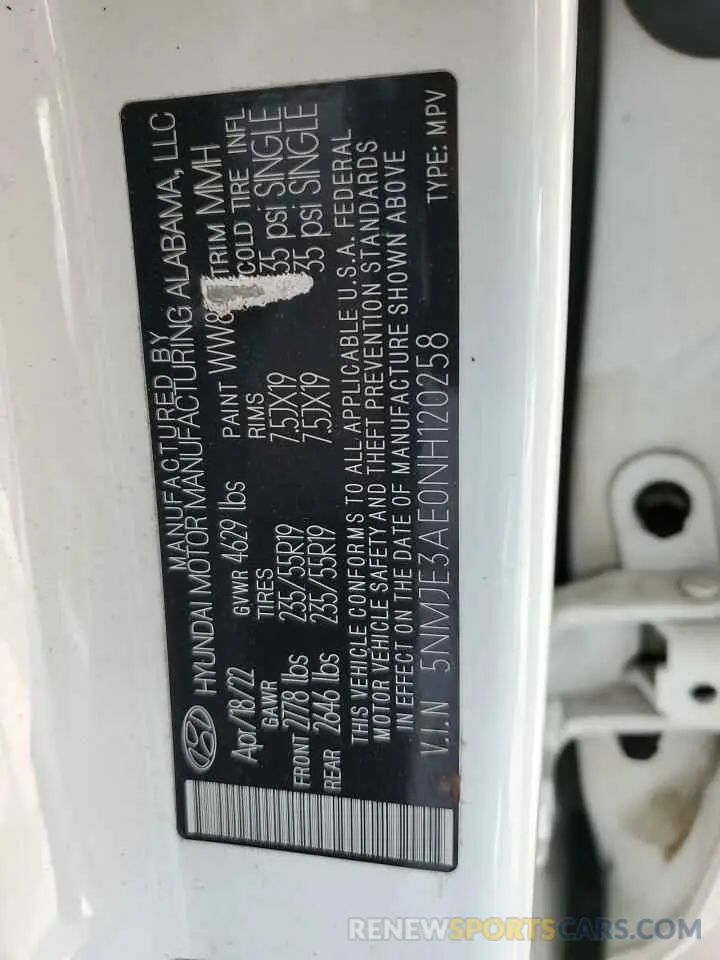 MANUFACTURED BY
HYUNDAI MOTOR MANUFACTURING ALABAMA, LLC
Apr/18/22 GVWR 4629 lbs PAINT WW8 TRIM MMH
GAWR TIRES RIMS COLD TIRE INFL
FRONT 2778 lbs 235/55R19 7.5JX19 35 psi SINGLE
REAR 2646 lbs 235/55R19 7.5JX19 35 psi SINGLE
THIS VEHICLE CONFORMS TO ALL APPLICABLE U.S.A. FEDERAL
MOTOR VEHICLE SAFETY AND THEFT PREVENTION STANDARDS
IN EFFECT ON THE DATE OF MANUFACTURE SHOWN ABOVE
V.I.N 5NMJE3AE0NH120258 TYPE: MPV
RENEWSPORTSCARS.COM